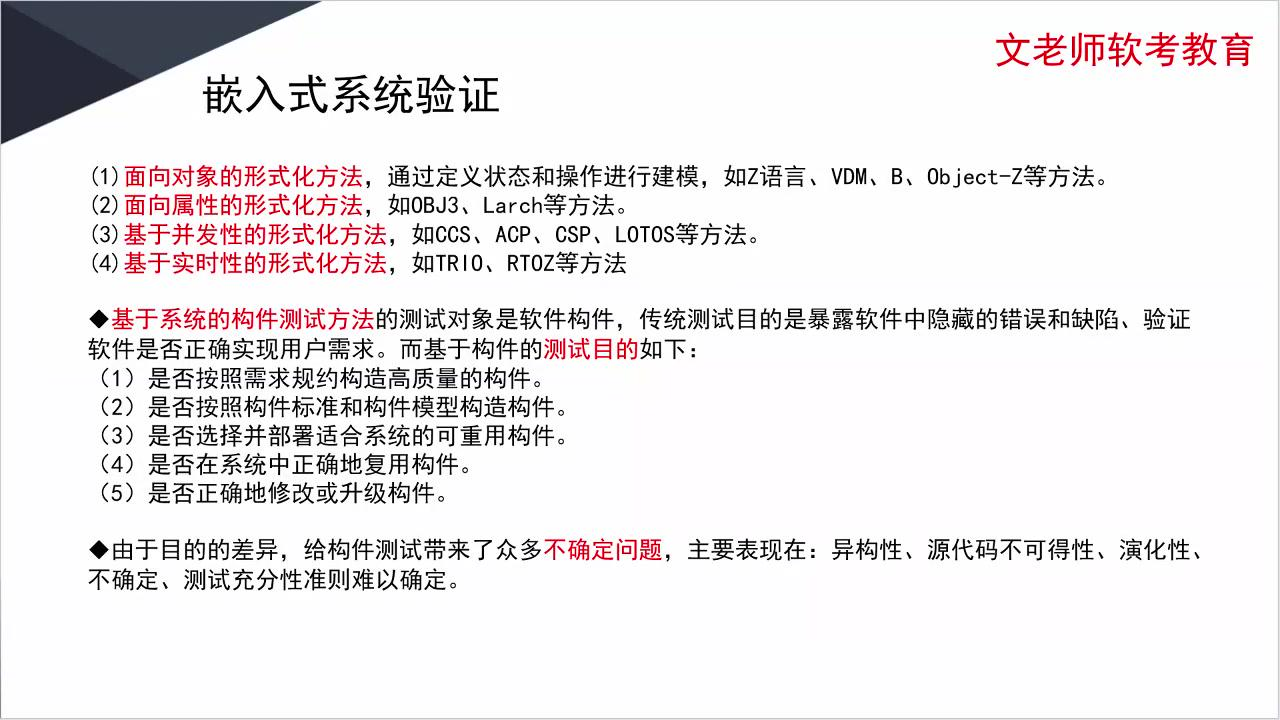 文老师软考教育
嵌入式系统验证
(1)面向对象的形式化方法，通过定义状态和操作进行建模，如Z语言、VDM、B、Object-Z等方法。
(2)面向属性的形式化方法，如OBJ3、Larch等方法。
(3)基于并发性的形式化方法，如CCS、ACP、CSP、LOTOS等方法。
(4)基于实时性的形式化方法，如TRIO、RTOZ等方法
◆基于系统的构件测试方法的测试对象是软件构件，传统测试目的是暴露软件中隐藏的错误和缺陷、验证
软件是否正确实现用户需求。而基于构件的测试目的如下：
（1）是否按照需求规约构造高质量的构件。
（2）是否按照构件标准和构件模型构造构件。
（3）是否选择并部署适合系统的可重用构件。
（4）是否在系统中正确地复用构件。
（5）是否正确地修改或升级构件。
◆由于目的的差异，给构件测试带来了众多不确定问题，主要表现在：异构性、源代码不可得性、演化性、
不确定、测试充分性准则难以确定。